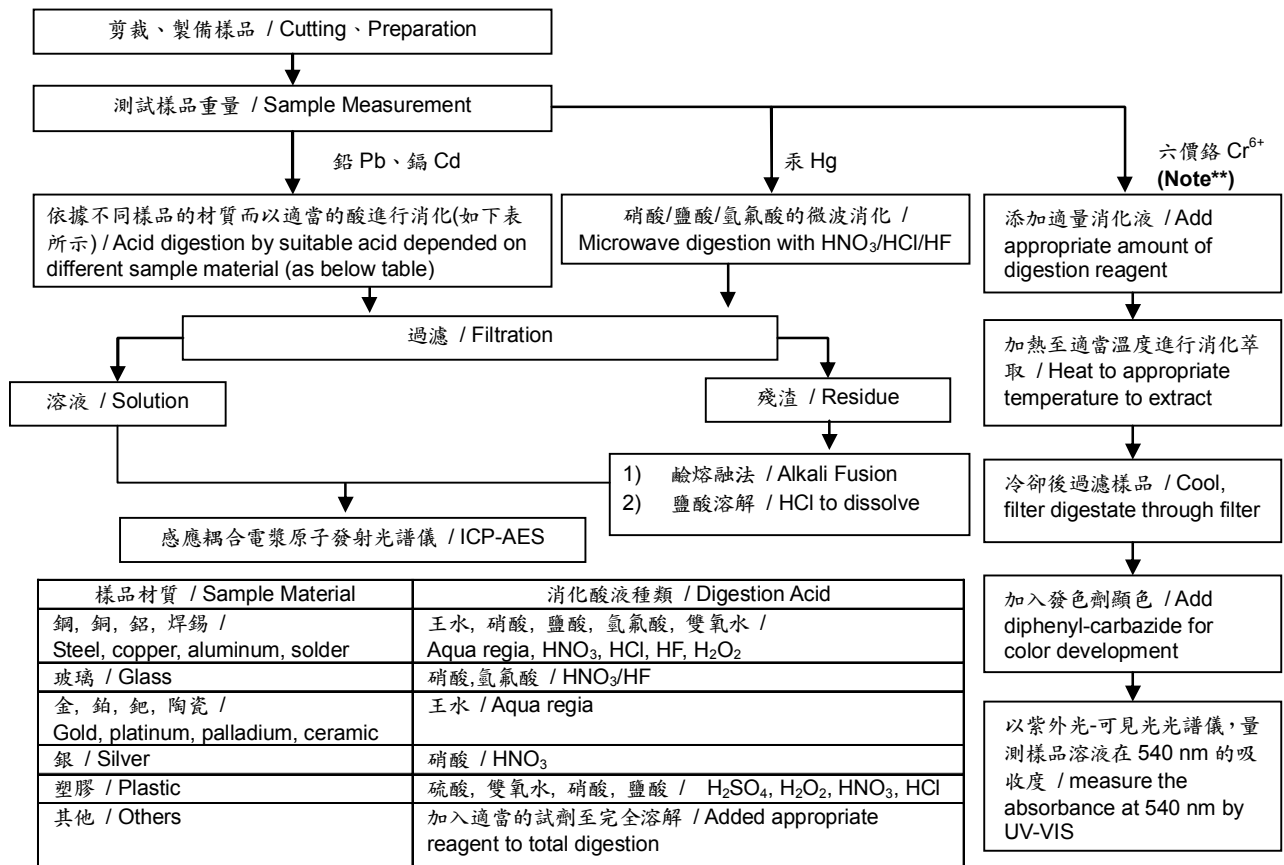 剪裁、製備樣品 / Cutting、Preparation
測試樣品重量 / Sample Measurement
鉛 Pb、鎘 Cd
汞 Hg
六價鉻 Cr⁶⁺
(Note**)
依據不同樣品的材質而以適當的酸進行消化(如下表
所示) / Acid digestion by suitable acid depended on
different sample material (as below table)
硝酸/鹽酸/氫氟酸的微波消化 /
Microwave digestion with HNO₃/HCl/HF
添加適量消化液 / Add
appropriate amount of
digestion reagent
過濾 / Filtration
加熱至適當溫度進行消化萃
取 / Heat to appropriate
temperature to extract
溶液 / Solution
殘渣 / Residue
1) 鹼熔融法 / Alkali Fusion
2) 鹽酸溶解 / HCl to dissolve
冷卻後過濾樣品 / Cool,
filter digestate through filter
感應耦合電漿原子發射光譜儀 / ICP-AES
加入發色劑顯色 / Add
diphenyl-carbazide for
color development
以紫外光-可見光光譜儀，量
測樣品溶液在 540 nm 的吸
收度 / measure the
absorbance at 540 nm by
UV-VIS
樣品材質 / Sample Material
消化酸液種類 / Digestion Acid
鋼, 銅, 鋁, 焊錫 /
Steel, copper, aluminum, solder
王水, 硝酸, 鹽酸, 氫氟酸, 雙氧水 /
Aqua regia, HNO₃, HCl, HF, H₂O₂
玻璃 / Glass
硝酸,氫氟酸 / HNO₃/HF
金, 鉑, 鈀, 陶瓷 /
Gold, platinum, palladium, ceramic
王水 / Aqua regia
銀 / Silver
硝酸 / HNO₃
塑膠 / Plastic
硫酸, 雙氧水, 硝酸, 鹽酸 / H₂SO₄, H₂O₂, HNO₃, HCl
其他 / Others
加入適當的試劑至完全溶解 / Added appropriate
reagent to total digestion